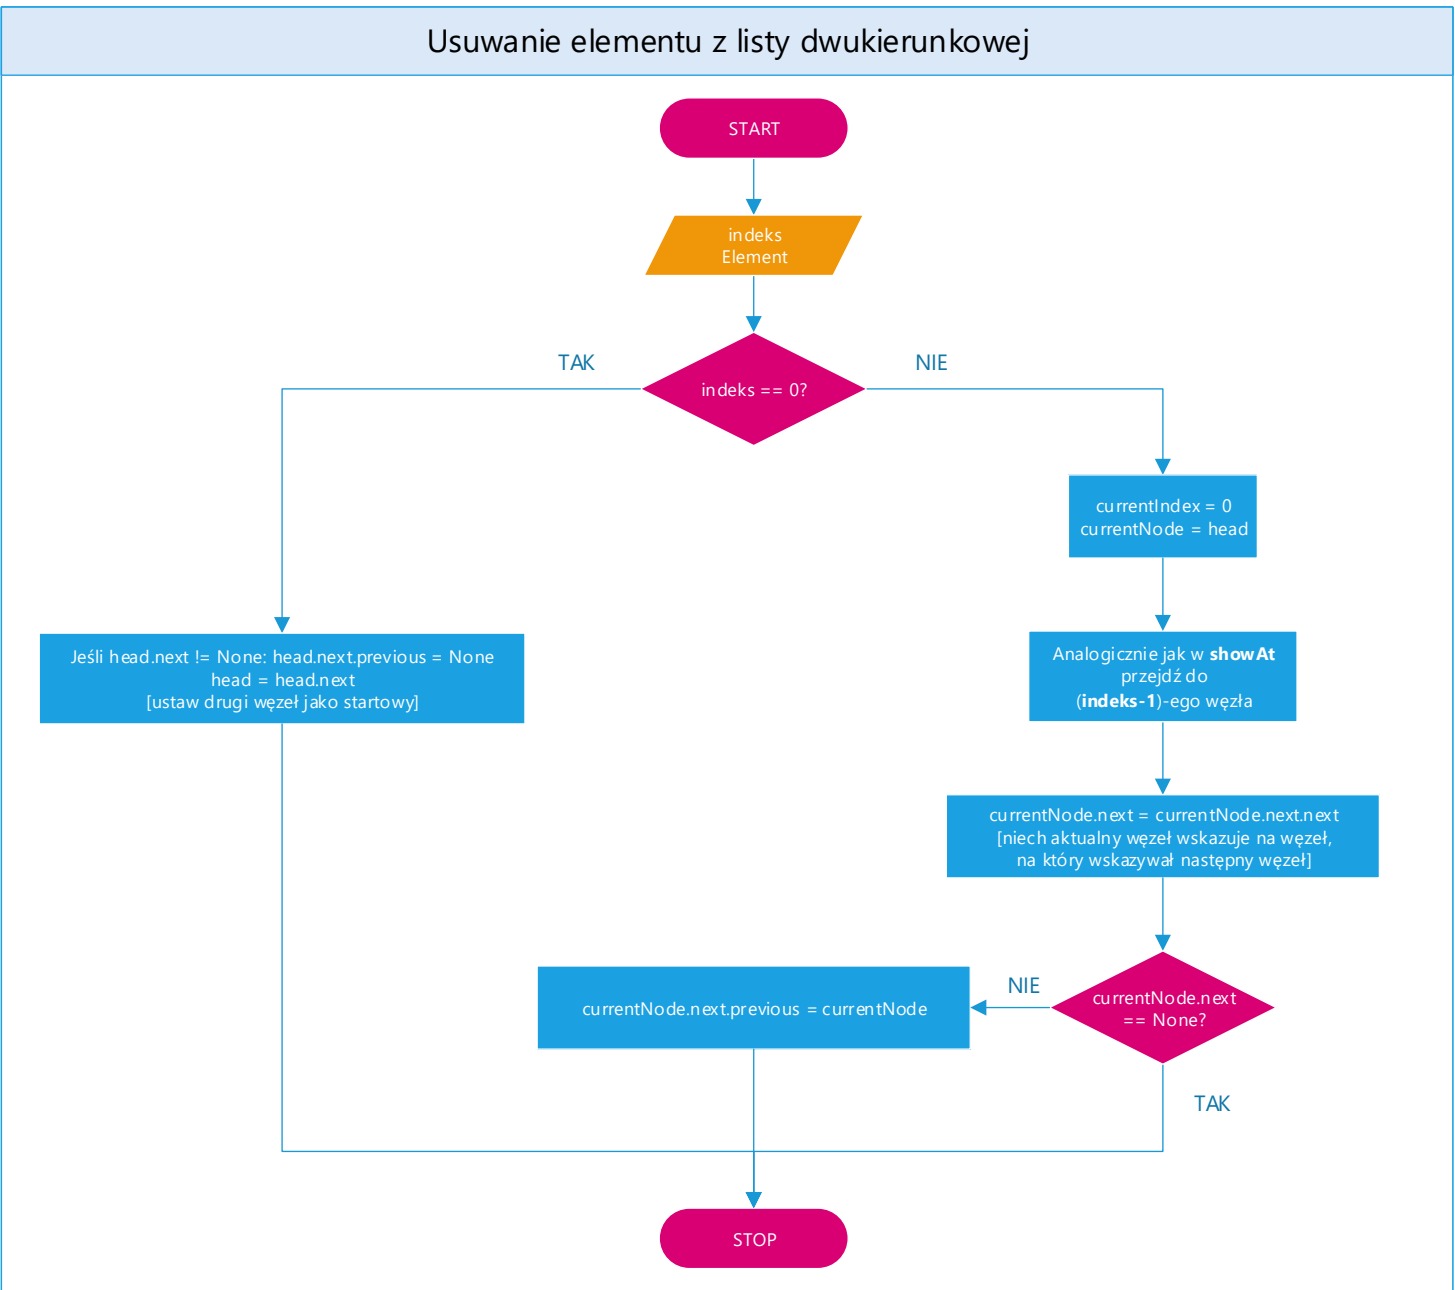 Usuwanie elementu z listy dwukierunkowej
START
indeks
Element
TAK
NIE
indeks == 0?
currentIndex = 0
currentNode = head
Jeśli head.next != None: head.next.previous = None
head = head.next
[ustaw drugi węzeł jako startowy]
Analogicznie jak w showAt
przejdź do
(indeks-1)-ego węzła
currentNode.next = currentNode.next.next
[niech aktualny węzeł wskazuje na węzeł,
na który wskazywał następny węzeł]
NIE
currentNode.next
== None?
currentNode.next.previous = currentNode
TAK
STOP